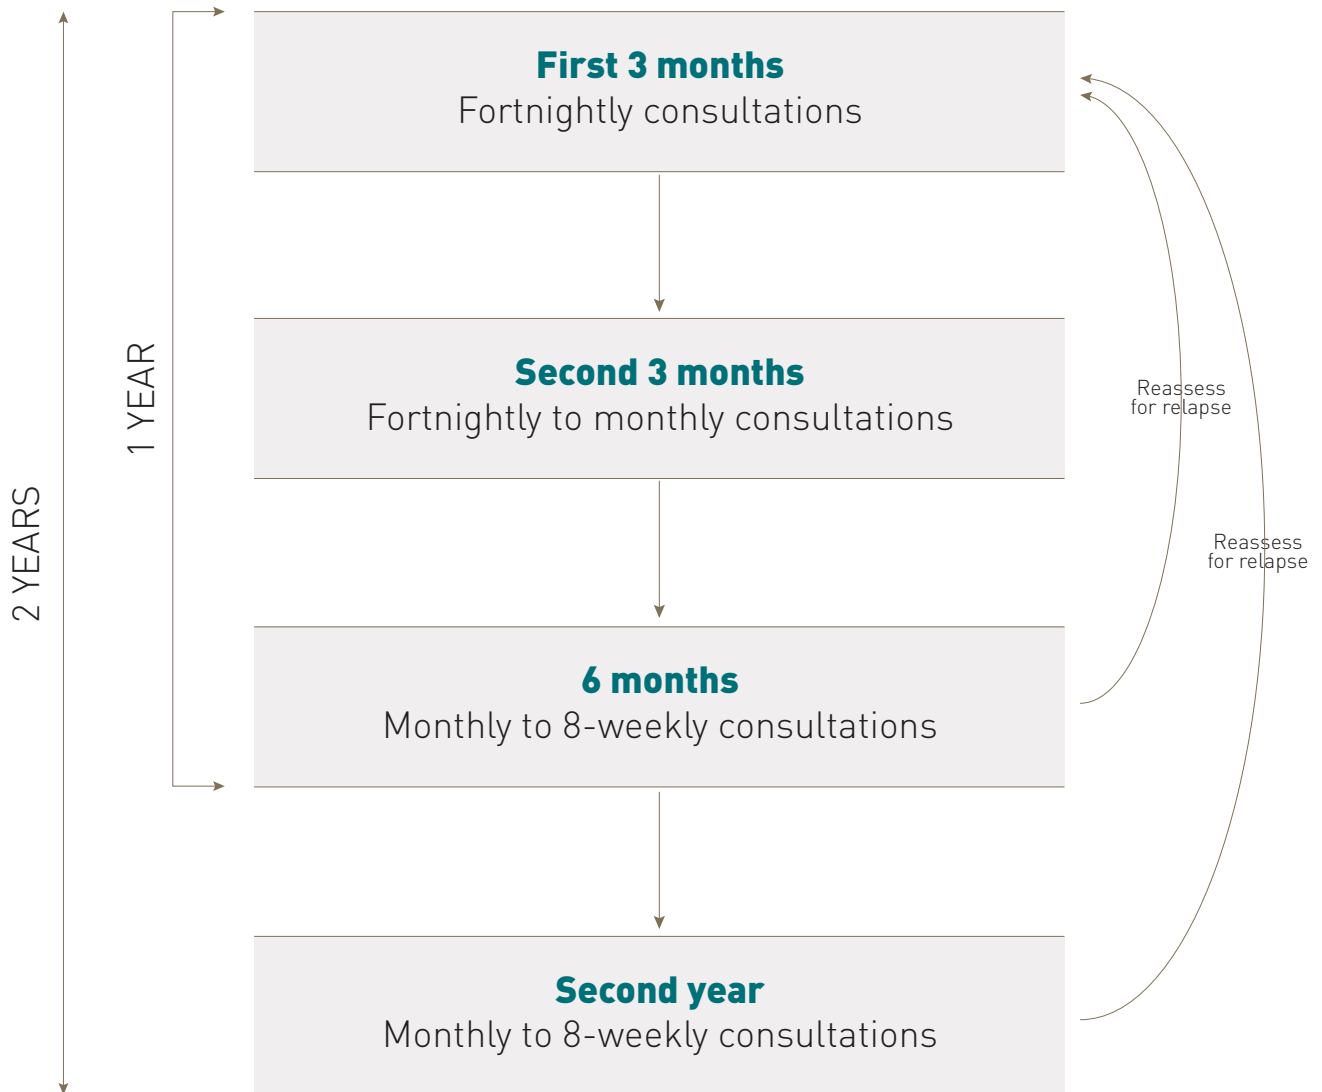 First 3 months
Fortnightly consultations
Second 3 months
Fortnightly to monthly consultations
6 months
Monthly to 8-weekly consultations
Second year
Monthly to 8-weekly consultations
1 YEAR
2 YEARS
Reassess
for relapse
Reassess
for relapse